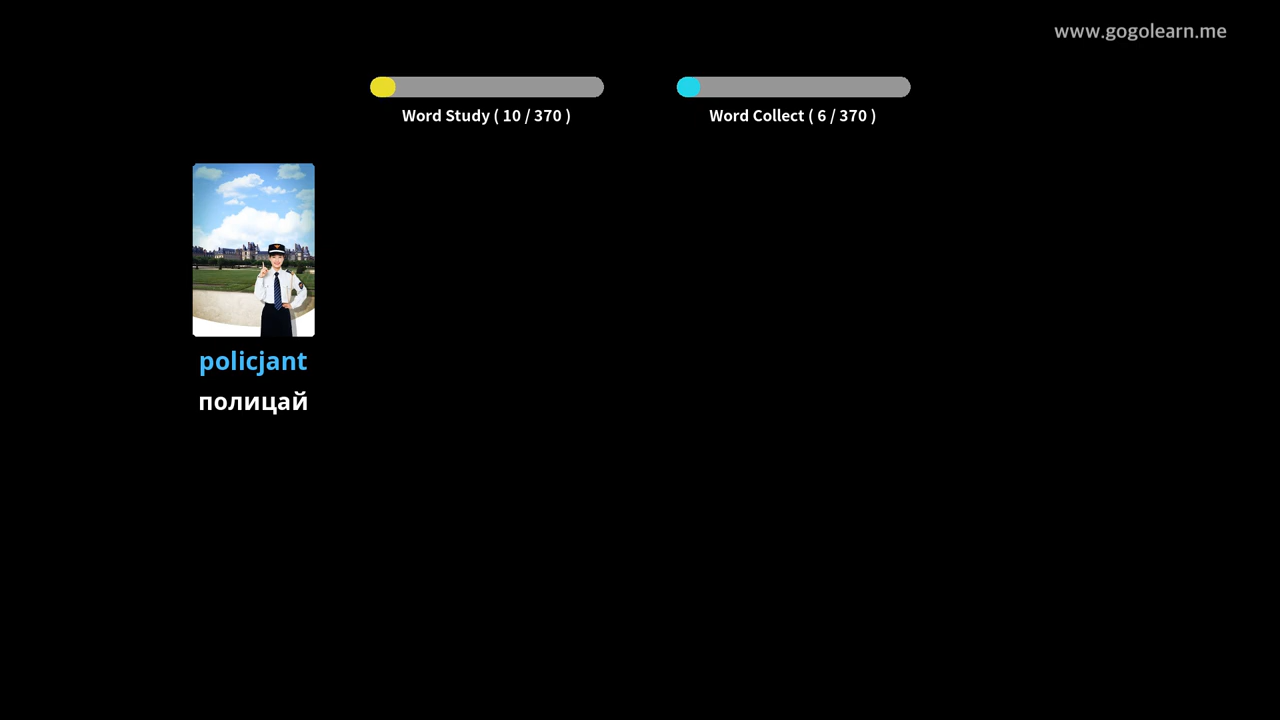 www.gogolearn.me
Word Study ( 10 / 370 )
Word Collect ( 6 / 370 )
policjant
полицай